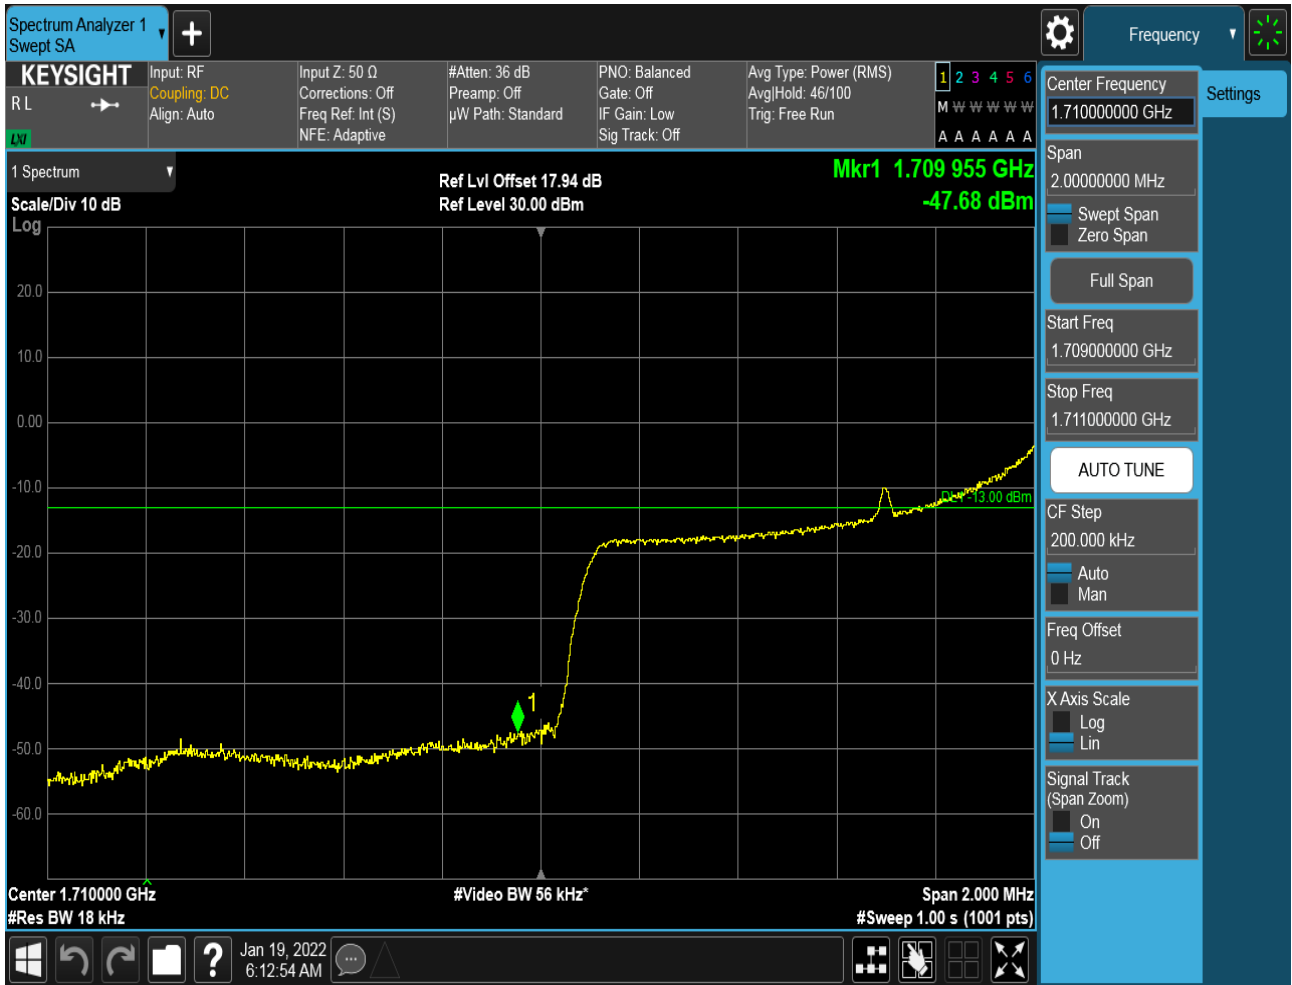 Spectrum Analyzer 1
Swept SA
Frequency
KEYSIGHT
R L
LXI
Input: RF
Coupling: DC
Align: Auto
Input Z: 50 Ω
Corrections: Off
Freq Ref: Int (S)
NFE: Adaptive
#Atten: 36 dB
Preamp: Off
µW Path: Standard
PNO: Balanced
Gate: Off
IF Gain: Low
Sig Track: Off
Avg Type: Power (RMS)
Avg|Hold: 46/100
Trig: Free Run
1 2 3 4 5 6
M W W W W W
A A A A A A
1 Spectrum
Scale/Div 10 dB
Log
Ref Lvl Offset 17.94 dB
Ref Level 30.00 dBm
Mkr1 1.709 955 GHz
-47.68 dBm
20.0
10.0
0.00
-10.0
-20.0
-30.0
-40.0
-50.0
-60.0
DL1 -13.00 dBm
1
Center 1.710000 GHz
#Res BW 18 kHz
#Video BW 56 kHz*
Span 2.000 MHz
#Sweep 1.00 s (1001 pts)
Center Frequency
1.710000000 GHz
Settings
Span
2.00000000 MHz
Swept Span
Zero Span
Full Span
Start Freq
1.709000000 GHz
Stop Freq
1.711000000 GHz
AUTO TUNE
CF Step
200.000 kHz
Auto
Man
Freq Offset
0 Hz
X Axis Scale
Log
Lin
Signal Track
(Span Zoom)
On
Off
?
Jan 19, 2022
6:12:54 AM